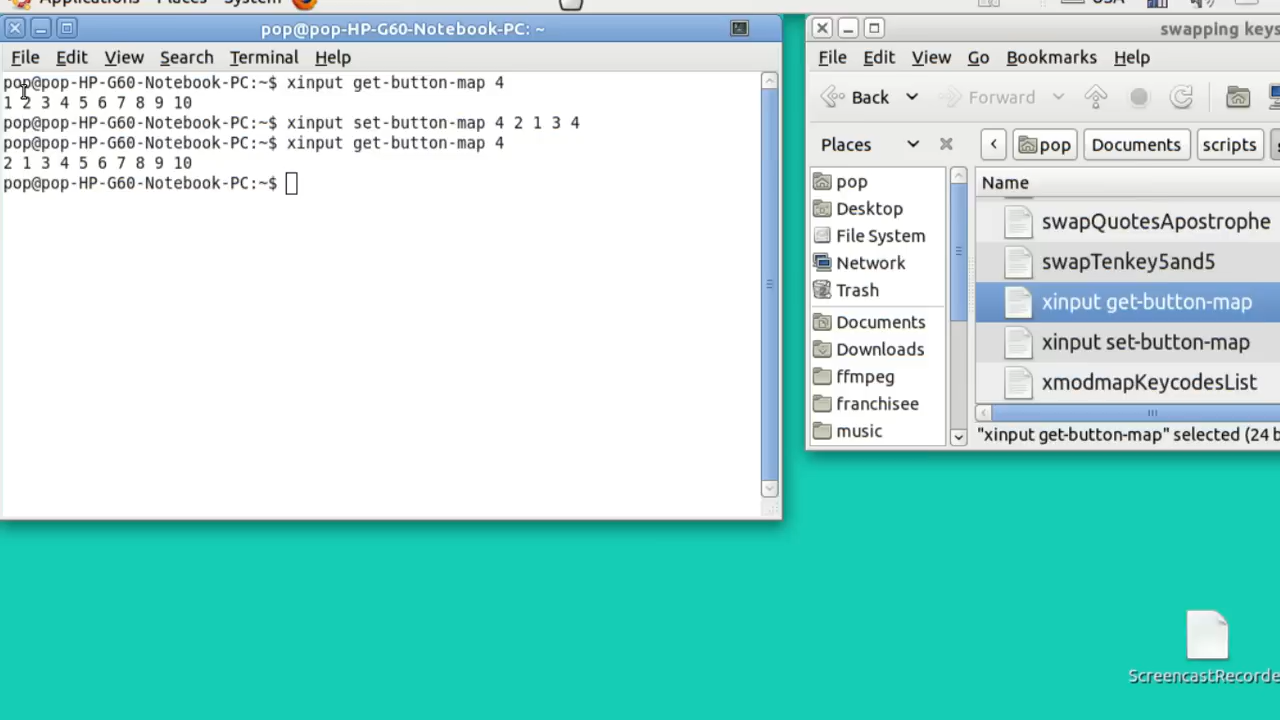 Applications Places System USA
pop@pop-HP-G60-Notebook-PC: ~
File Edit View Search Terminal Help
pop@pop-HP-G60-Notebook-PC:~$ xinput get-button-map 4
1 2 3 4 5 6 7 8 9 10
pop@pop-HP-G60-Notebook-PC:~$ xinput set-button-map 4 2 1 3 4
pop@pop-HP-G60-Notebook-PC:~$ xinput get-button-map 4
2 1 3 4 5 6 7 8 9 10
pop@pop-HP-G60-Notebook-PC:~$
swapping keys
File Edit View Go Bookmarks Help
Back Forward
Places pop Documents scripts
pop
Desktop
File System
Network
Trash
Documents
Downloads
ffmpeg
franchisee
music
Name
swapQuotesApostrophe
swapTenkey5and5
xinput get-button-map
xinput set-button-map
xmodmapKeycodesList
"xinput get-button-map" selected (24 b
ScreencastRecorde